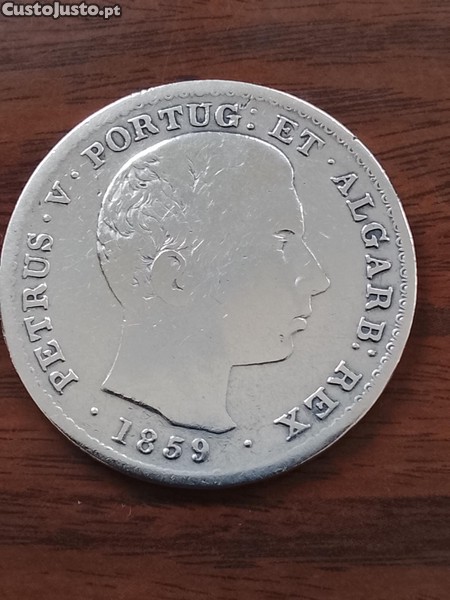 CustoJusto.pt
PETRUS · V · PORTUG: ET · ALGARB: REX
· 1859 ·